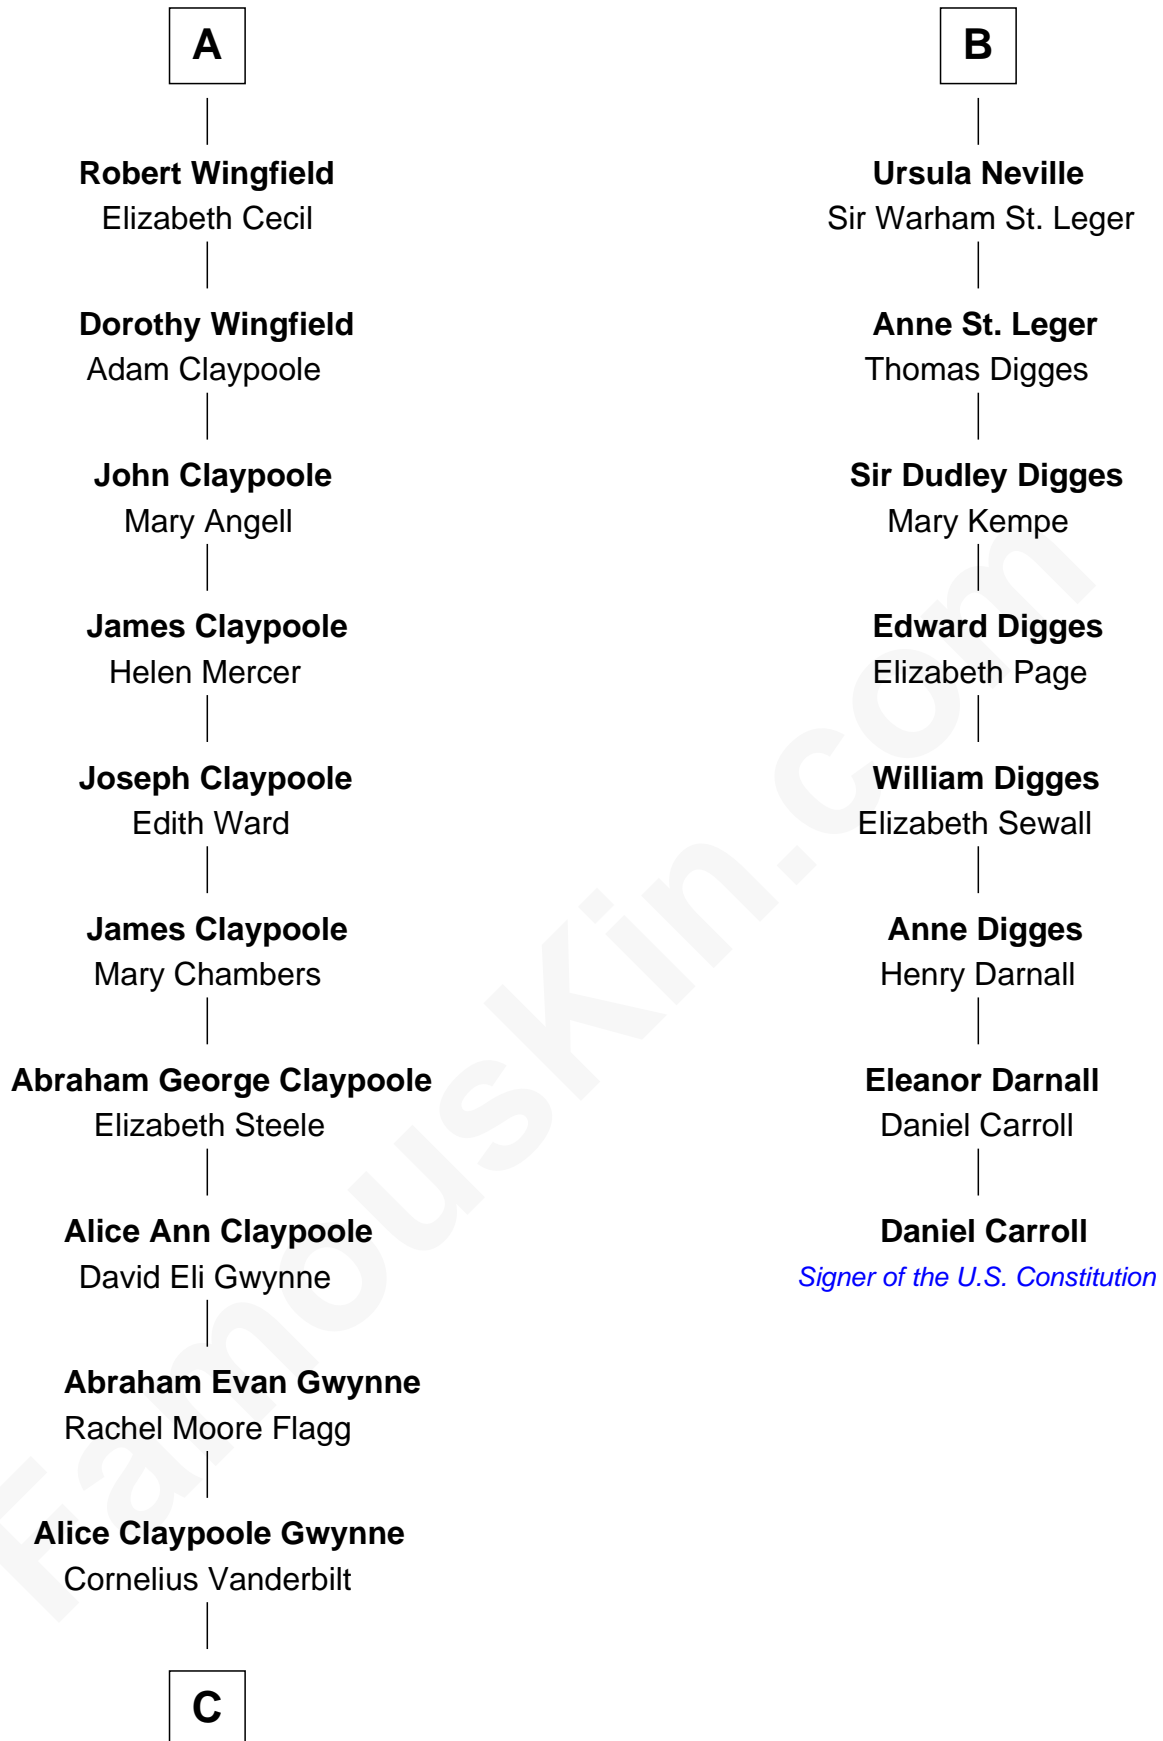 A
Robert Wingfield
Elizabeth Cecil
Dorothy Wingfield
Adam Claypoole
John Claypoole
Mary Angell
James Claypoole
Helen Mercer
Joseph Claypoole
Edith Ward
James Claypoole
Mary Chambers
Abraham George Claypoole
Elizabeth Steele
Alice Ann Claypoole
David Eli Gwynne
Abraham Evan Gwynne
Rachel Moore Flagg
Alice Claypoole Gwynne
Cornelius Vanderbilt
C
B
Ursula Neville
Sir Warham St. Leger
Anne St. Leger
Thomas Digges
Sir Dudley Digges
Mary Kempe
Edward Digges
Elizabeth Page
William Digges
Elizabeth Sewall
Anne Digges
Henry Darnall
Eleanor Darnall
Daniel Carroll
Daniel Carroll
Signer of the U.S. Constitution
FamousKin.com